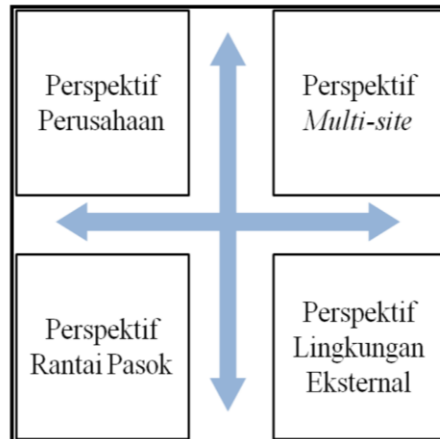 Perspektif
Perusahaan
Perspektif
Multi-site
Perspektif
Rantai Pasok
Perspektif
Lingkungan
Eksternal